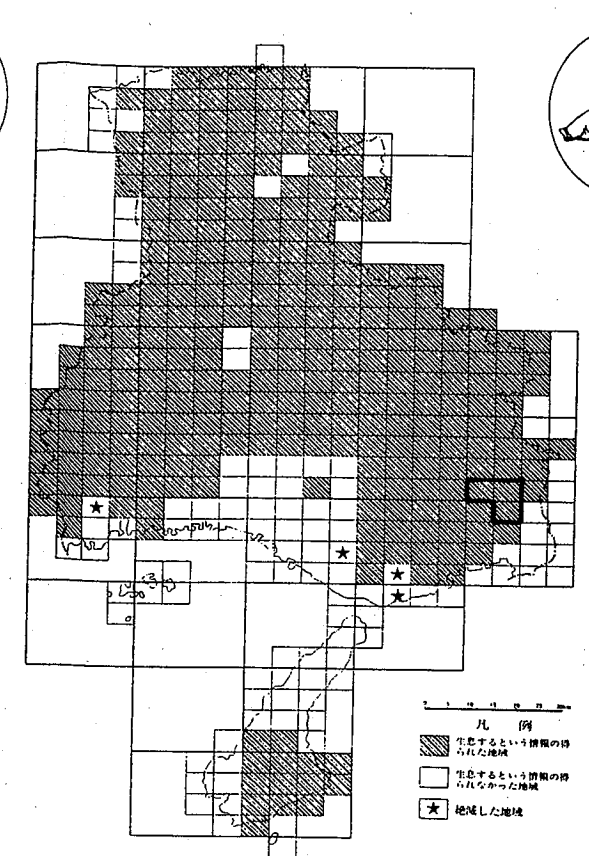 凡 例
生息するという情報の得
られた地域
生息するという情報の得
られなかった地域
絶滅した地域